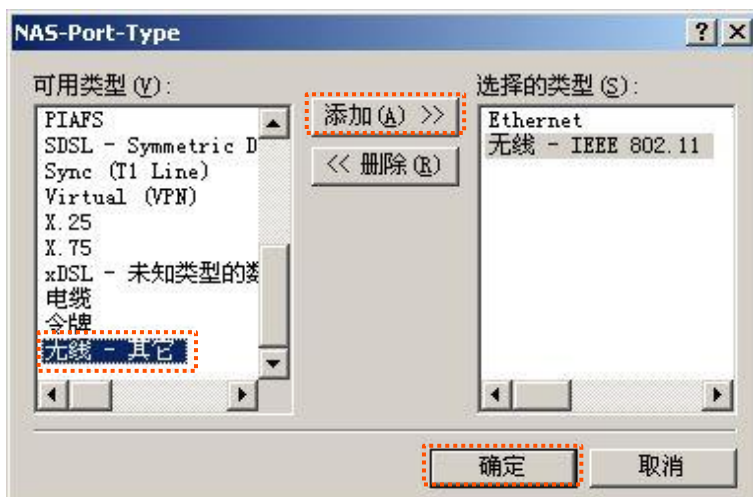 NAS-Port-Type
可用类型(V):
PIAFS
SDSL - Symmetric D
Sync (T1 Line)
Virtual (VPN)
X.25
X.75
xDSL - 未知类型的数
电缆
令牌
无线 - 其它
添加(A) >>
<< 删除(R)
选择的类型(S):
Ethernet
无线 - IEEE 802.11
确定
取消